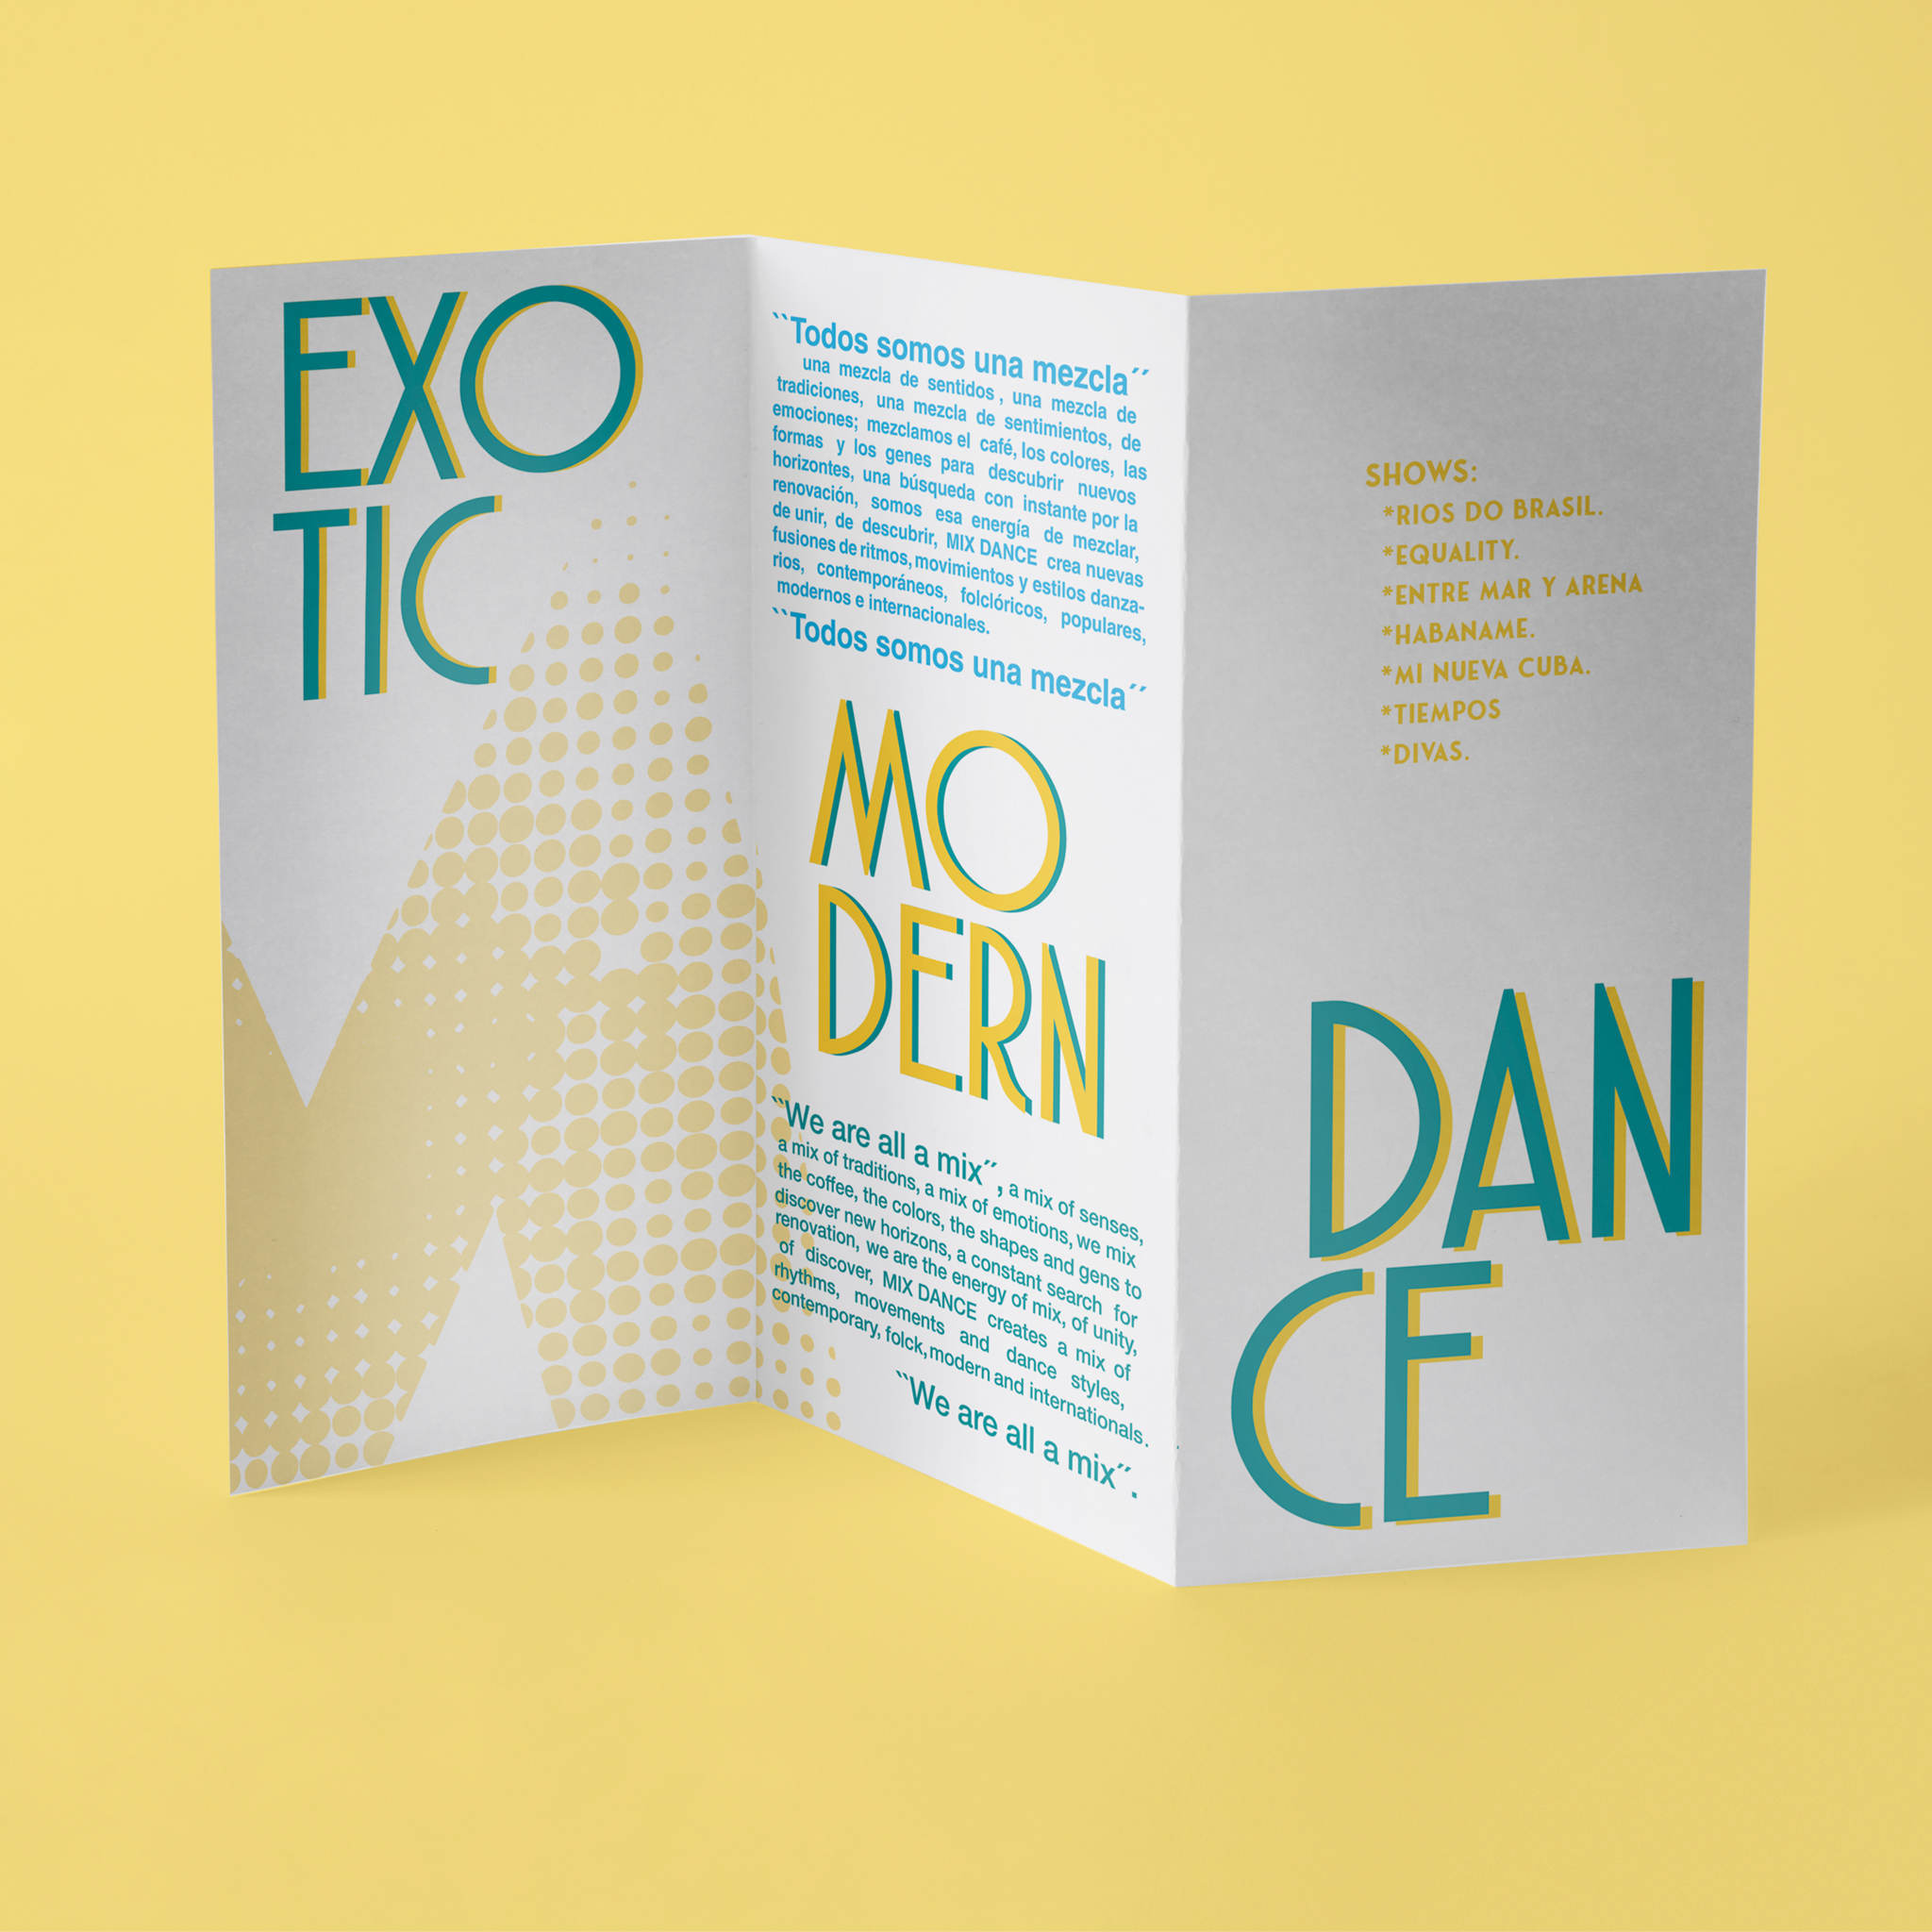 EXO
TIC
``Todos somos una mezcla´´
una mezcla de sentidos , una mezcla de
tradiciones, una mezcla de sentimientos, de
emociones; mezclamos el café, los colores, las
formas y los genes para descubrir nuevos
horizontes, una búsqueda con instante por la
renovación, somos esa energía de mezclar,
de unir, de descubrir, MIX DANCE crea nuevas
fusiones de ritmos, movimientos y estilos danza-
rios, contemporáneos, folclóricos, populares,
modernos e internacionales.
``Todos somos una mezcla´´
MO
DERN
``We are all a mix´´ , a mix of senses,
a mix of traditions, a mix of emotions, we mix
the coffee, the colors, the shapes and gens to
discover new horizons, a constant search for
renovation, we are the energy of mix, of unity,
of discover, MIX DANCE creates a mix of
rhythms, movements and dance styles,
contemporary, folck, modern and internationals.
``We are all a mix´´.
SHOWS:
*RIOS DO BRASIL.
*EQUALITY.
*ENTRE MAR Y ARENA
*HABANAME.
*MI NUEVA CUBA.
*TIEMPOS
*DIVAS.
DAN
CE